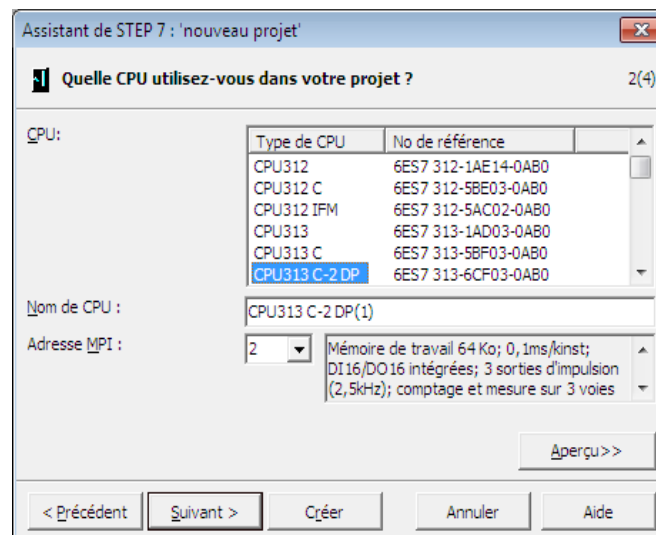 Assistant de STEP 7 : 'nouveau projet'
Quelle CPU utilisez-vous dans votre projet ? 2(4)
CPU:
Type de CPU No de référence
CPU312 6ES7 312-1AE14-0AB0
CPU312 C 6ES7 312-5BE03-0AB0
CPU312 IFM 6ES7 312-5AC02-0AB0
CPU313 6ES7 313-1AD03-0AB0
CPU313 C 6ES7 313-5BF03-0AB0
CPU313 C-2 DP 6ES7 313-6CF03-0AB0
Nom de CPU : CPU313 C-2 DP(1)
Adresse MPI : 2
Mémoire de travail 64 Ko; 0,1ms/kinst;
DI16/DO16 intégrées; 3 sorties d'impulsion
(2,5kHz); comptage et mesure sur 3 voies
Aperçu>>
< Précédent Suivant > Créer Annuler Aide